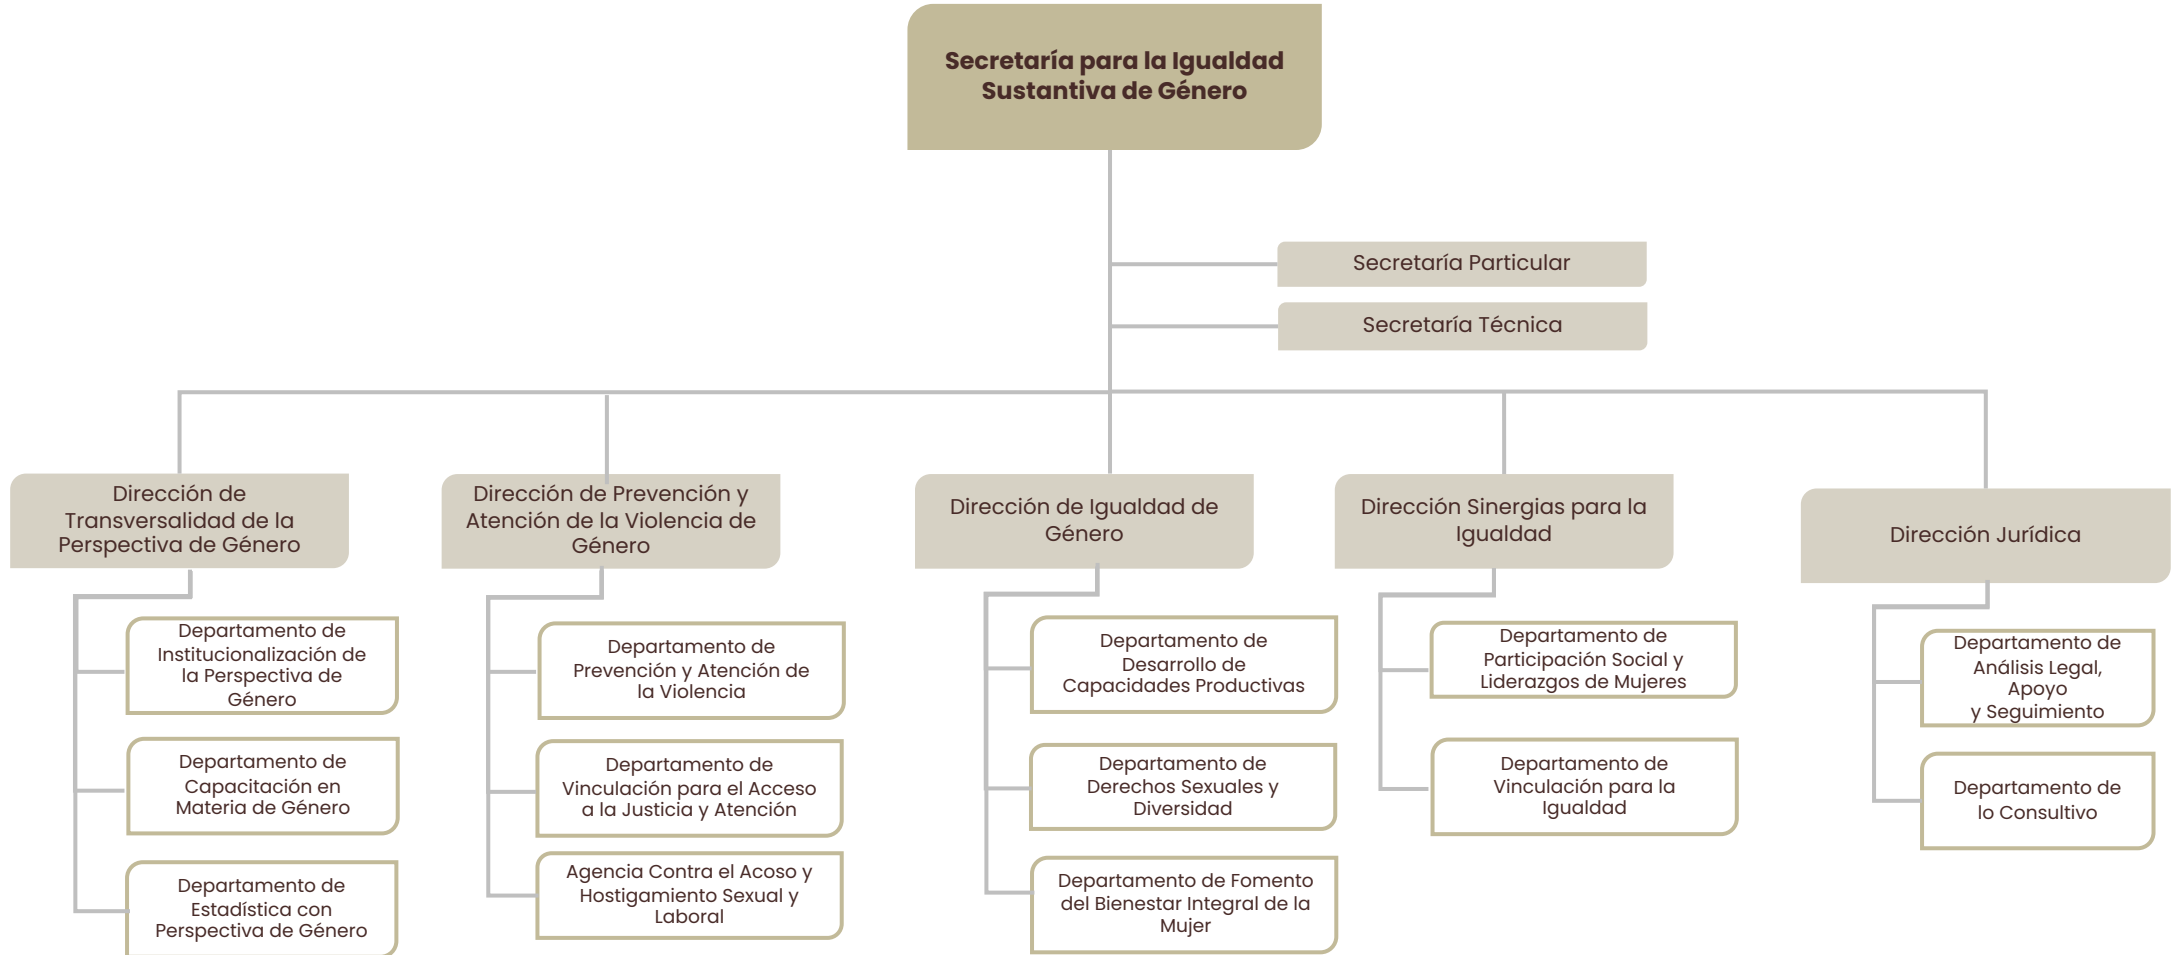 Secretaría para la Igualdad
Sustantiva de Género
Secretaría Particular
Secretaría Técnica
Dirección de
Transversalidad de la
Perspectiva de Género
Dirección de Prevención y
Atención de la Violencia de
Género
Dirección de Igualdad de
Género
Dirección Sinergias para la
Igualdad
Dirección Jurídica
Departamento de
Institucionalización de
la Perspectiva de
Género
Departamento de
Capacitación en
Materia de Género
Departamento de
Estadística con
Perspectiva de Género
Departamento de
Prevención y Atención de
la Violencia
Departamento de
Vinculación para el Acceso
a la Justicia y Atención
Agencia Contra el Acoso y
Hostigamiento Sexual y
Laboral
Departamento de
Desarrollo de
Capacidades Productivas
Departamento de
Derechos Sexuales y
Diversidad
Departamento de Fomento
del Bienestar Integral de la
Mujer
Departamento de
Participación Social y
Liderazgos de Mujeres
Departamento de
Vinculación para la
Igualdad
Departamento de
Análisis Legal,
Apoyo
y Seguimiento
Departamento de
lo Consultivo